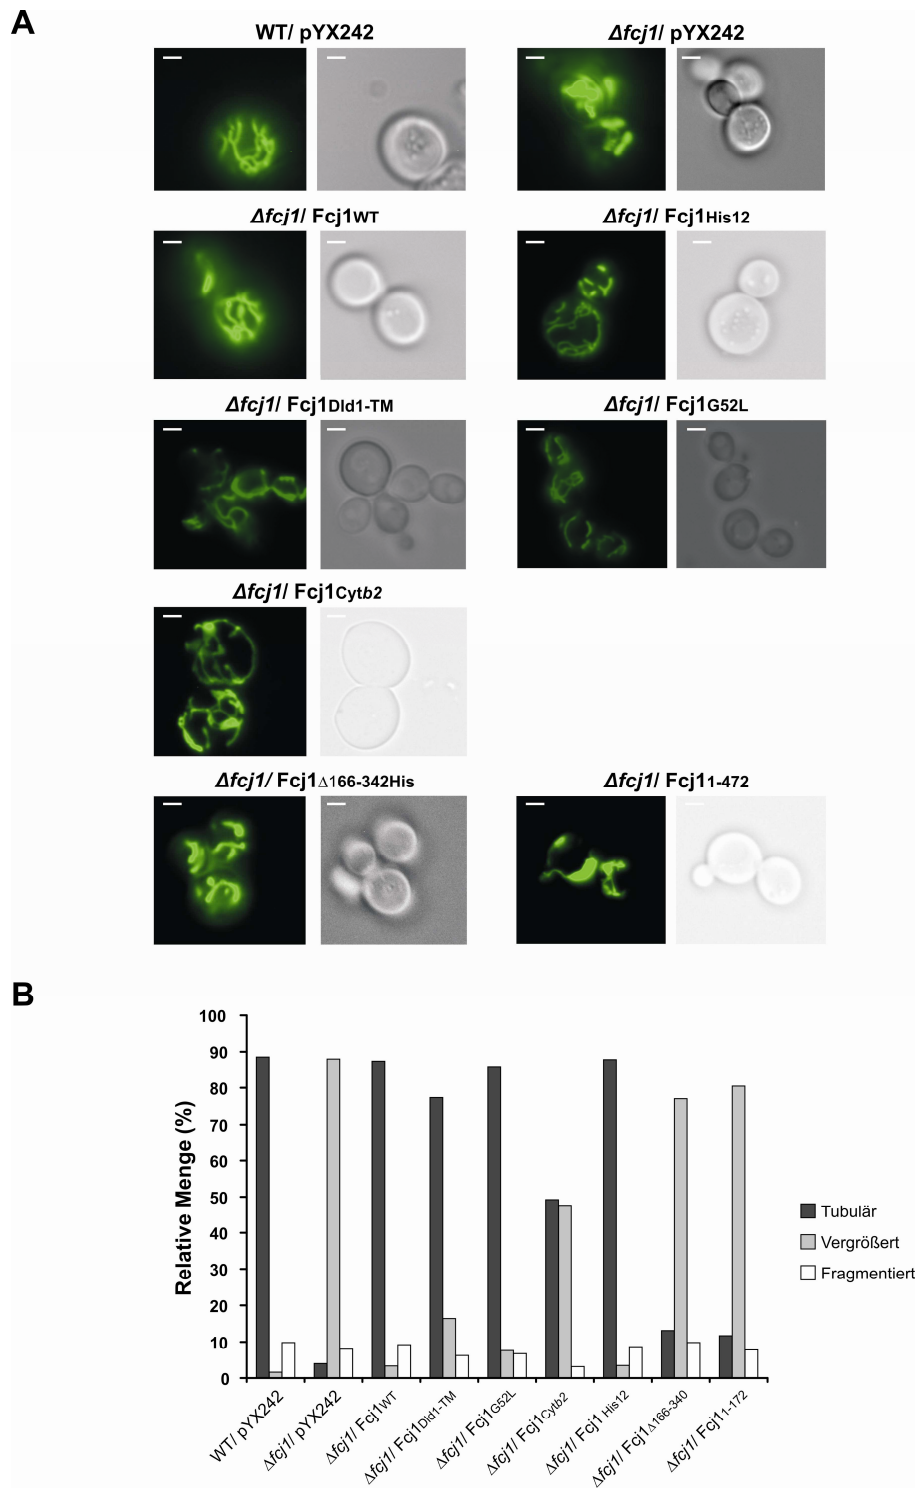 A
WT/ pYX242
Δfcj1/ pYX242
Δfcj1/ Fcj1WT
Δfcj1/ Fcj1His12
Δfcj1/ Fcj1Dld1-TM
Δfcj1/ Fcj1G52L
Δfcj1/ Fcj1Cytb2
Δfcj1/ Fcj1Δ166-342His
Δfcj1/ Fcj11-472
B
100
90
80
70
60
50
40
30
20
10
0
Relative Menge (%)
Tubulär
Vergrößert
Fragmentiert
WT/ pYX242
Δfcj1/ pYX242
Δfcj1/ Fcj1WT
Δfcj1/ Fcj1Dld1-TM
Δfcj1/ Fcj1G52L
Δfcj1/ Fcj1Cytb2
Δfcj1/ Fcj1 His12
Δfcj1/ Fcj1Δ166-340
Δfcj1/ Fcj11-172